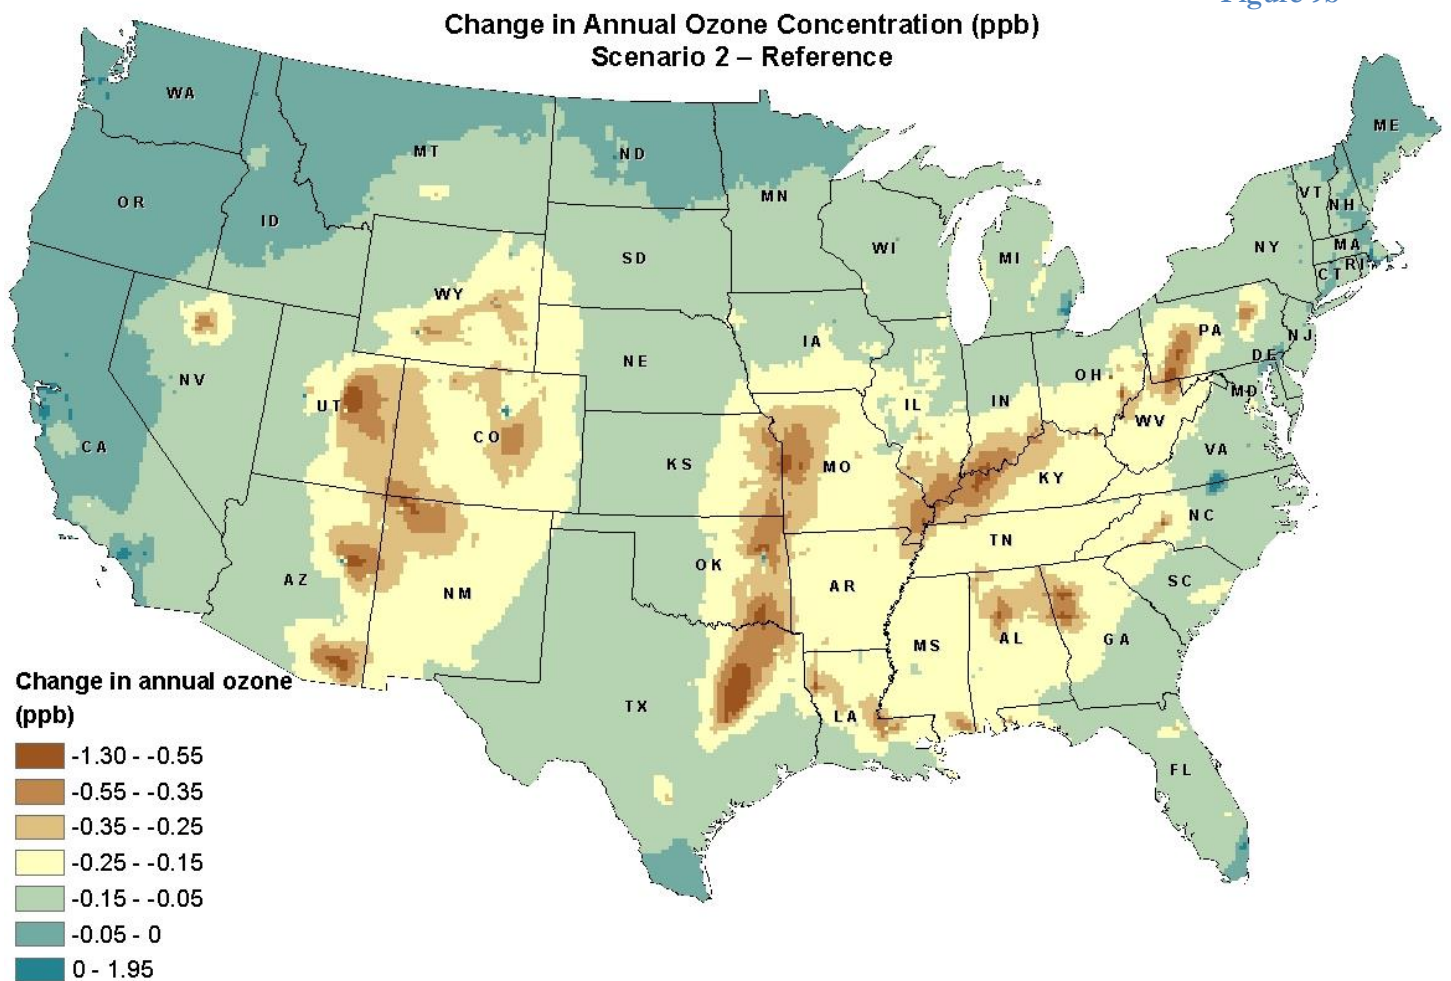 Change in Annual Ozone Concentration (ppb)
Scenario 2 – Reference
WA
MT
ND
ME
OR
ID
MN
VT
NH
WI
MI
NY
MA
SD
CT
RI
WY
IA
PA
NJ
NE
OH
DE
NV
UT
IL
IN
MD
CO
WV
CA
KS
MO
KY
VA
NC
OK
TN
AZ
NM
AR
SC
MS
AL
GA
TX
LA
FL
Change in annual ozone
(ppb)
-1.30 - -0.55
-0.55 - -0.35
-0.35 - -0.25
-0.25 - -0.15
-0.15 - -0.05
-0.05 - 0
0 - 1.95